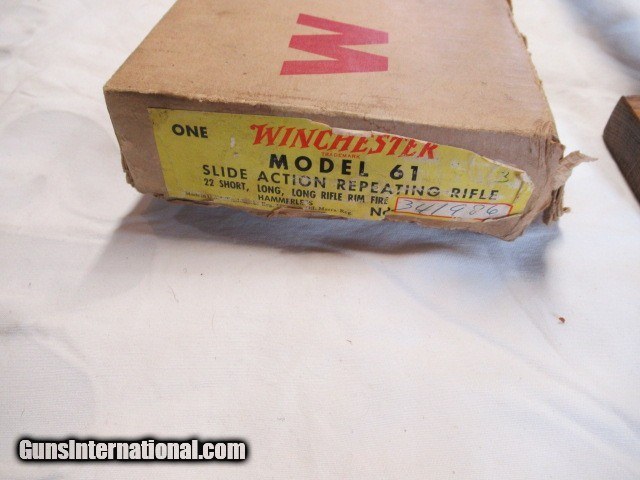 W
ONE WINCHESTER
TRADEMARK
MODEL 61
SLIDE ACTION REPEATING RIFLE
22 SHORT, LONG, LONG RIFLE RIM FIRE
HAMMERLESS
No
GunsInternational.com